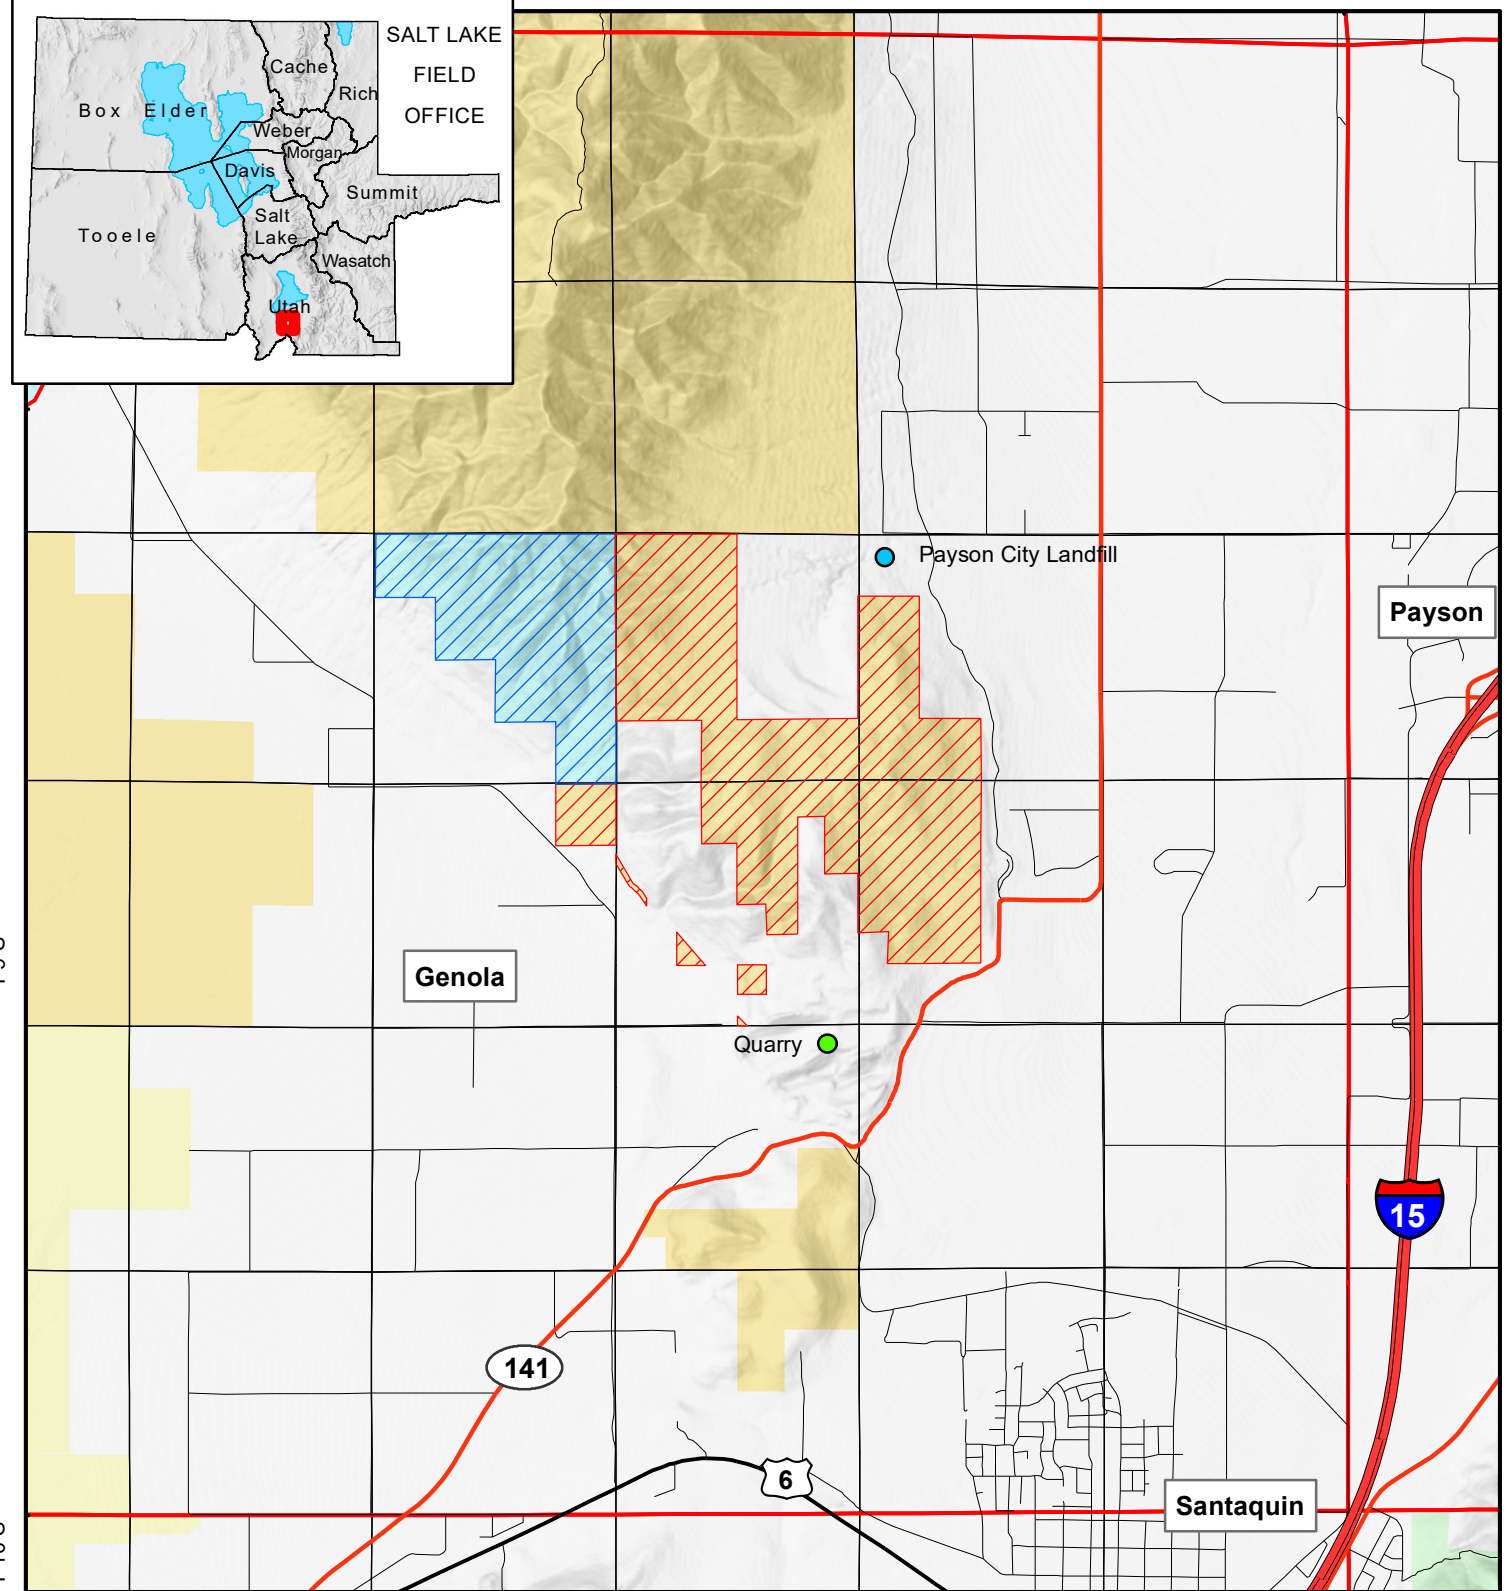 SALT LAKE
FIELD
OFFICE
Cache
Rich
Box Elder
Weber
Morgan
Davis
Summit
Salt
Lake
Tooele
Wasatch
Utah
Payson City Landfill
Payson
Genola
Quarry
15
141
6
Santaquin